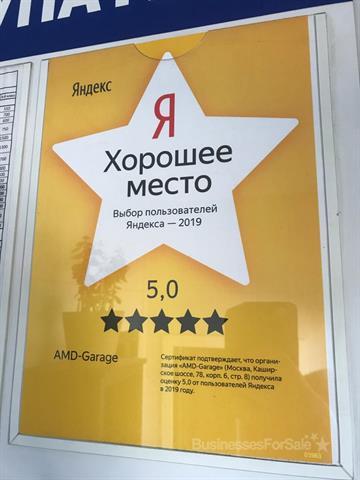 Яндекс
Я
Хорошее
место
Выбор пользователей
Яндекса — 2019
5,0
AMD-Garage
Сертификат подтверждает, что органи-
зация «AMD-Garage» (Москва, Кашир-
ское шоссе, 78, корп. 6, стр. 8) получила
оценку 5,0 от пользователей Яндекса
в 2019 году.
BusinessesForSale